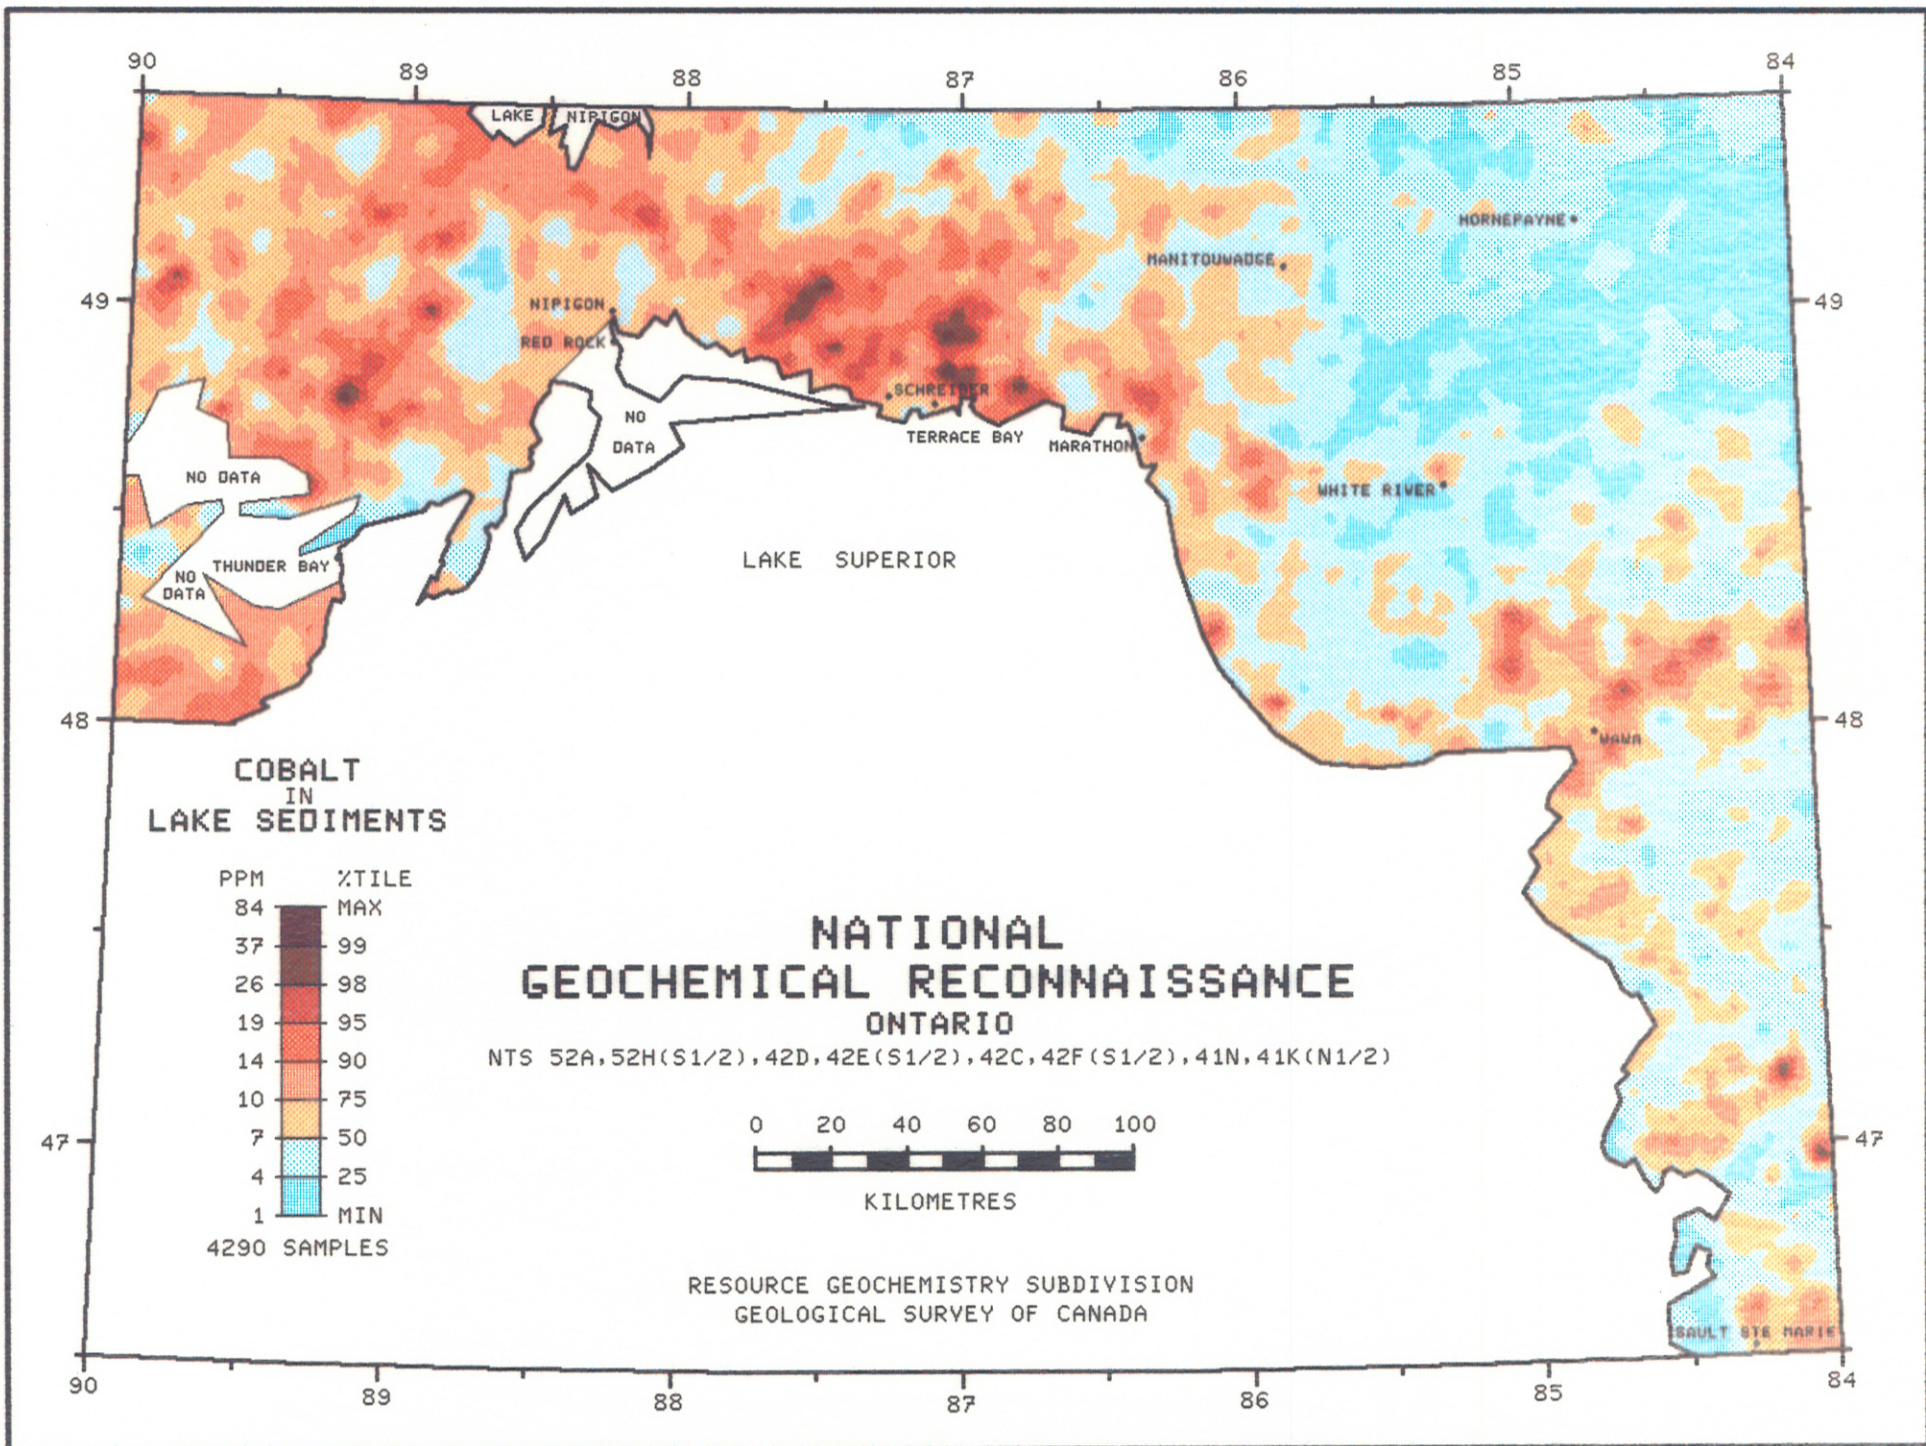 90 89 88 87 86 85 84
LAKE NIPIGON
HORNEPAYNE
MANITOUWADGE
49 49
NIPIGON
RED ROCK
SCHREIBER
NO
DATA
TERRACE BAY
MARATHON
NO DATA
WHITE RIVER
LAKE SUPERIOR
THUNDER BAY
NO
DATA
48 48
WAWA
COBALT
IN
LAKE SEDIMENTS
PPM %TILE
84 MAX
37 99
26 98
19 95
14 90
10 75
7 50
4 25
1 MIN
4290 SAMPLES
NATIONAL
GEOCHEMICAL RECONNAISSANCE
ONTARIO
NTS 52A,52H(S1/2),42D,42E(S1/2),42C,42F(S1/2),41N,41K(N1/2)
0 20 40 60 80 100
KILOMETRES
47 47
RESOURCE GEOCHEMISTRY SUBDIVISION
GEOLOGICAL SURVEY OF CANADA
SAULT STE MARIE
90 89 88 87 86 85 84